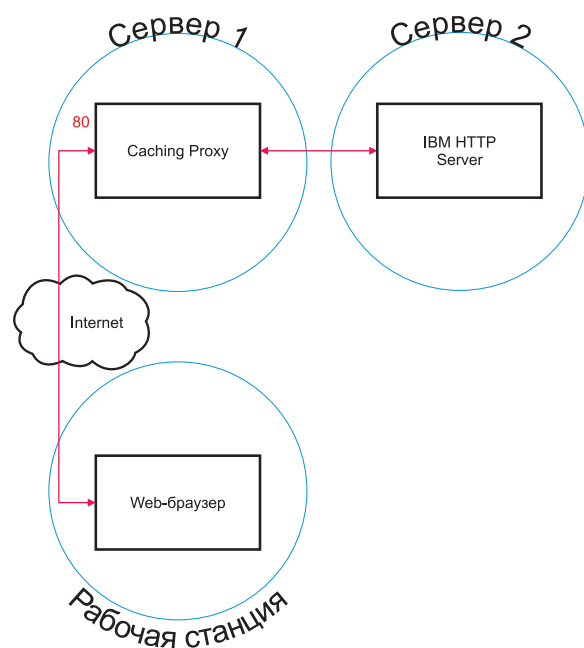 Сервер 1
Сервер 2
80
Caching Proxy
IBM HTTP
Server
Internet
Web-браузер
Рабочая станция